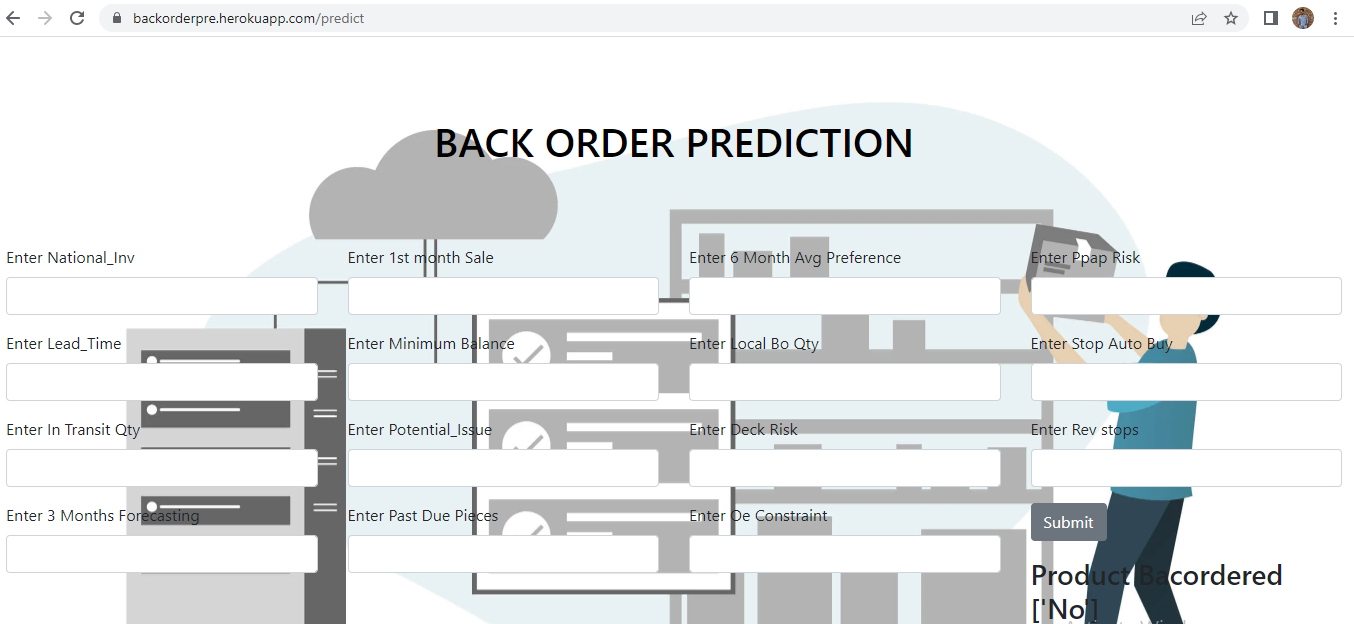 backorderpre.herokuapp.com/predict
BACK ORDER PREDICTION
Enter National_Inv
Enter 1st month Sale
Enter 6 Month Avg Preference
Enter Ppap Risk
Enter Lead_Time
Enter Minimum Balance
Enter Local Bo Qty
Enter Stop Auto Buy
Enter In Transit Qty
Enter Potential_Issue
Enter Deck Risk
Enter Rev stops
Enter 3 Months Forecasting
Enter Past Due Pieces
Enter Oe Constraint
Submit
Product Bacordered
['No']